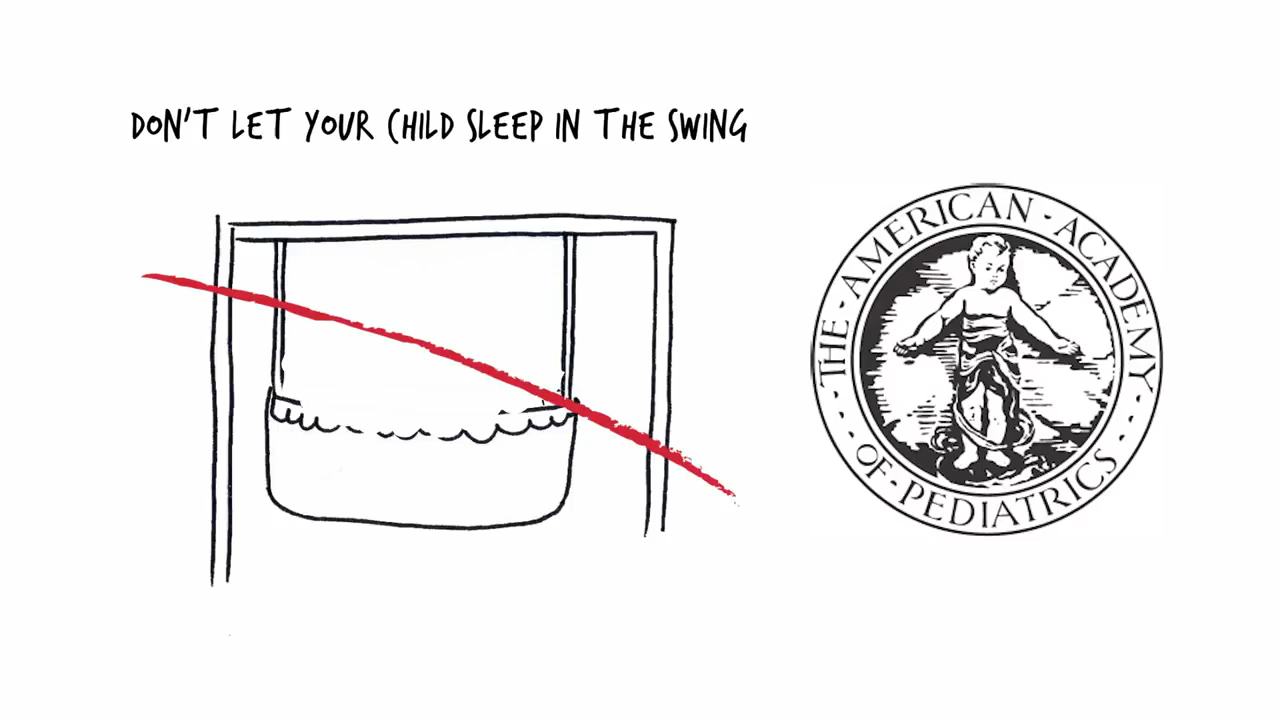 DON'T LET YOUR CHILD SLEEP IN THE SWING
· THE · AMERICAN · ACADEMY · · · OF · PEDIATRICS · · ·